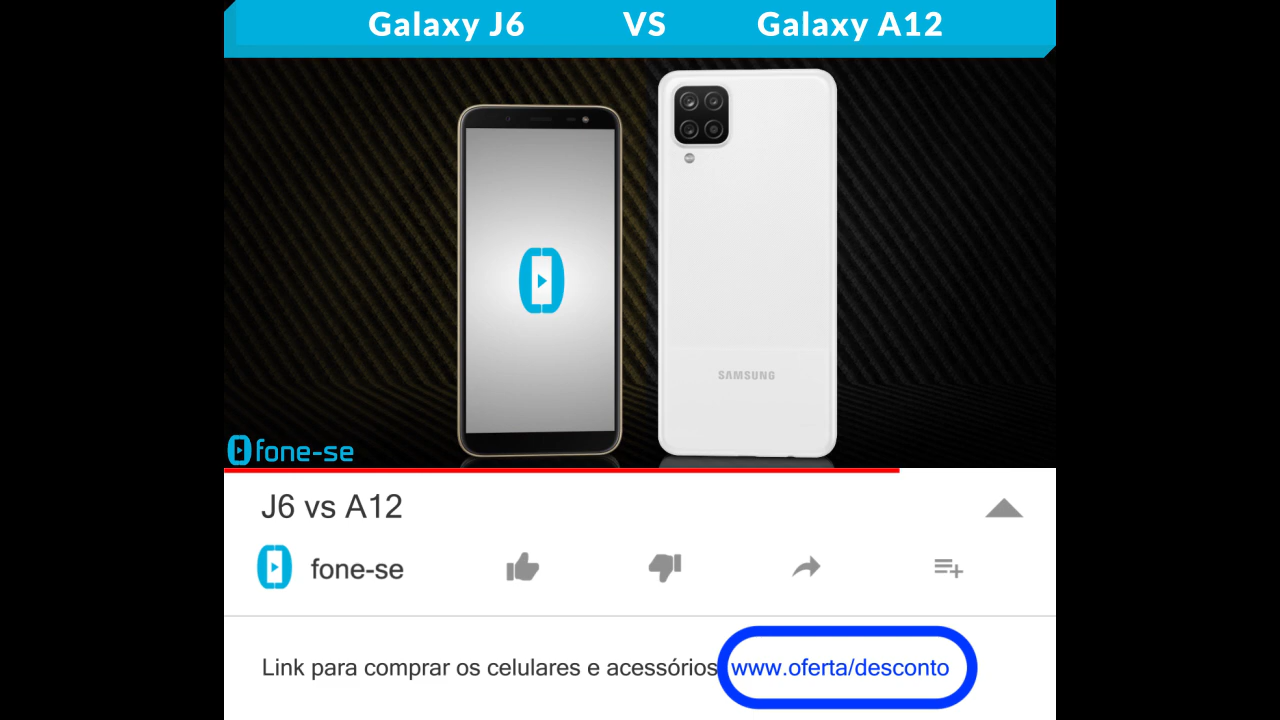 Galaxy J6 VS Galaxy A12
SAMSUNG
fone-se
J6 vs A12
fone-se
Link para comprar os celulares e acessórios www.oferta/desconto